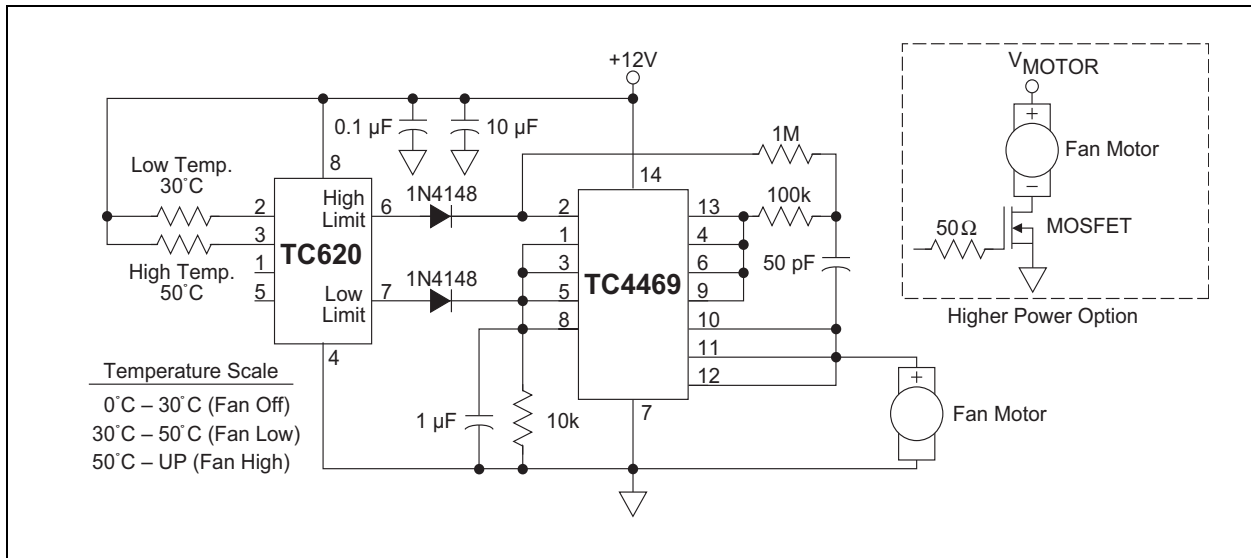 +12V
0.1 µF
10 µF
1M
Low Temp.
30˚C
8
14
High
Limit
6
1N4148
2
13
100k
2
3
TC620
1
4
High Temp.
50˚C
1
5
3
6
50 pF
Low
Limit
7
1N4148
5
TC4469
9
8
10
11
12
4
7
1 µF
10k
+
Fan Motor
Temperature Scale
0˚C – 30˚C (Fan Off)
30˚C – 50˚C (Fan Low)
50˚C – UP (Fan High)
VMOTOR
+
Fan Motor
–
50Ω
MOSFET
Higher Power Option